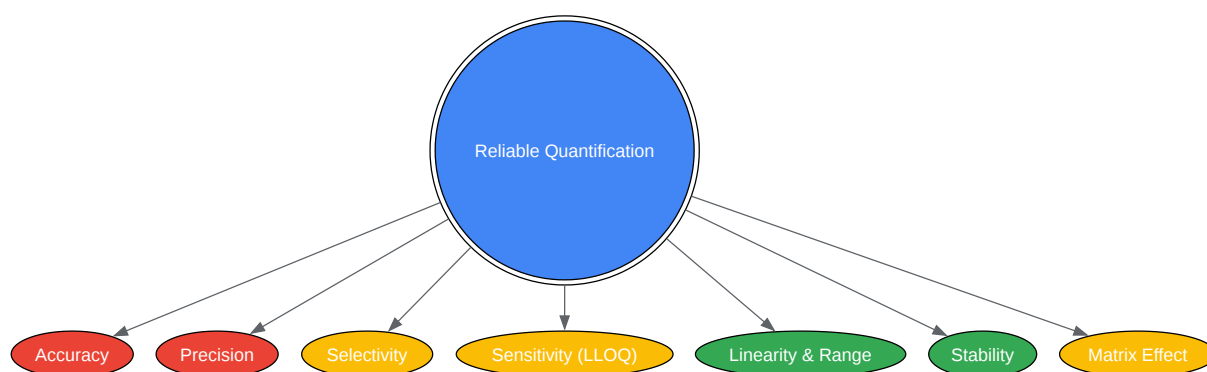 Reliable Quantification
Accuracy
Precision
Selectivity
Sensitivity (LLOQ)
Linearity & Range
Stability
Matrix Effect